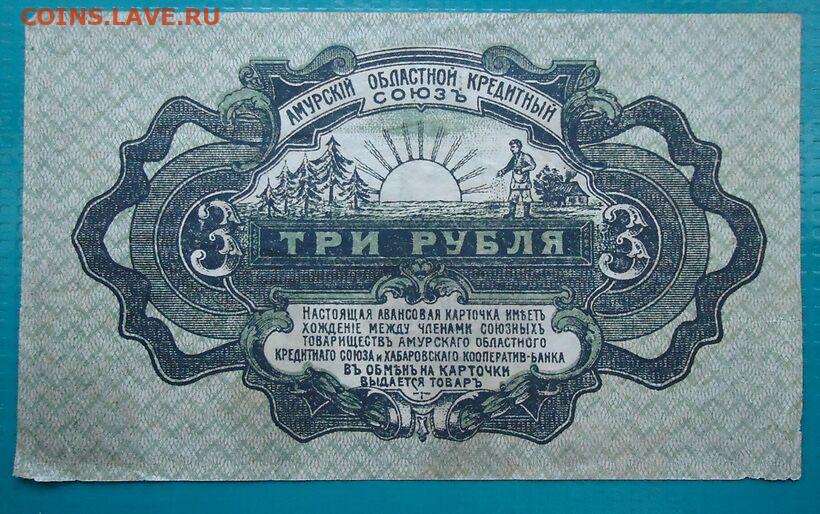 COINS.LAVE.RU
АМУРСКІЙ ОБЛАСТНОЙ КРЕДИТНЫЙ
СОЮЗЪ
3 ТРИ РУБЛЯ 3
НАСТОЯЩАЯ АВАНСОВАЯ КАРТОЧКА ИМѢЕТЪ
ХОЖДЕНІЕ МЕЖДУ ЧЛЕНАМИ СОЮЗНЫХЪ
ТОВАРИЩЕСТВЪ АМУРСКАГО ОБЛАСТНОГО
КРЕДИТНАГО СОЮЗА И ХАБАРОВСКАГО КООПЕРАТИВ-БАНКА
ВЪ ОБМѢНЪ НА КАРТОЧКИ
ВЫДАЕТСЯ ТОВАРЪ